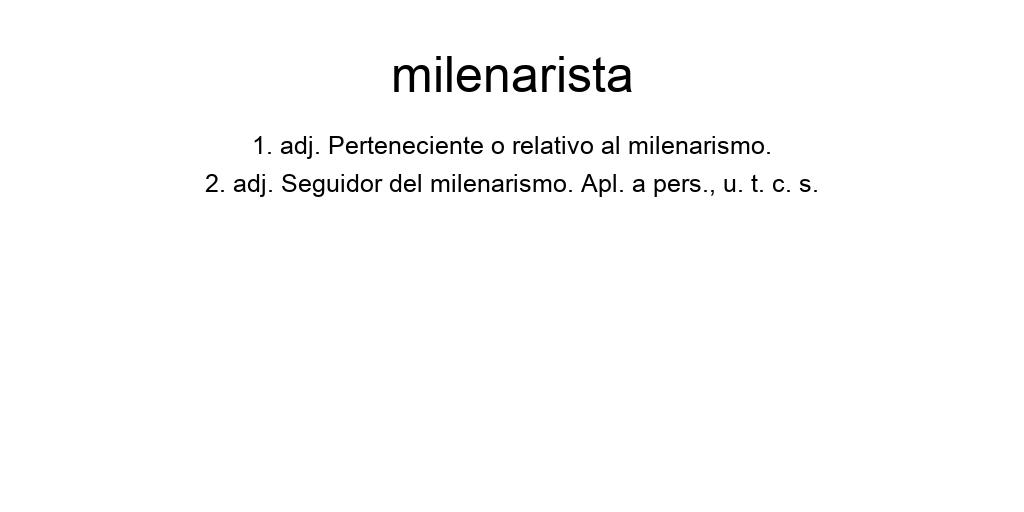 milenarista
1. adj. Perteneciente o relativo al milenarismo.
2. adj. Seguidor del milenarismo. Apl. a pers., u. t. c. s.